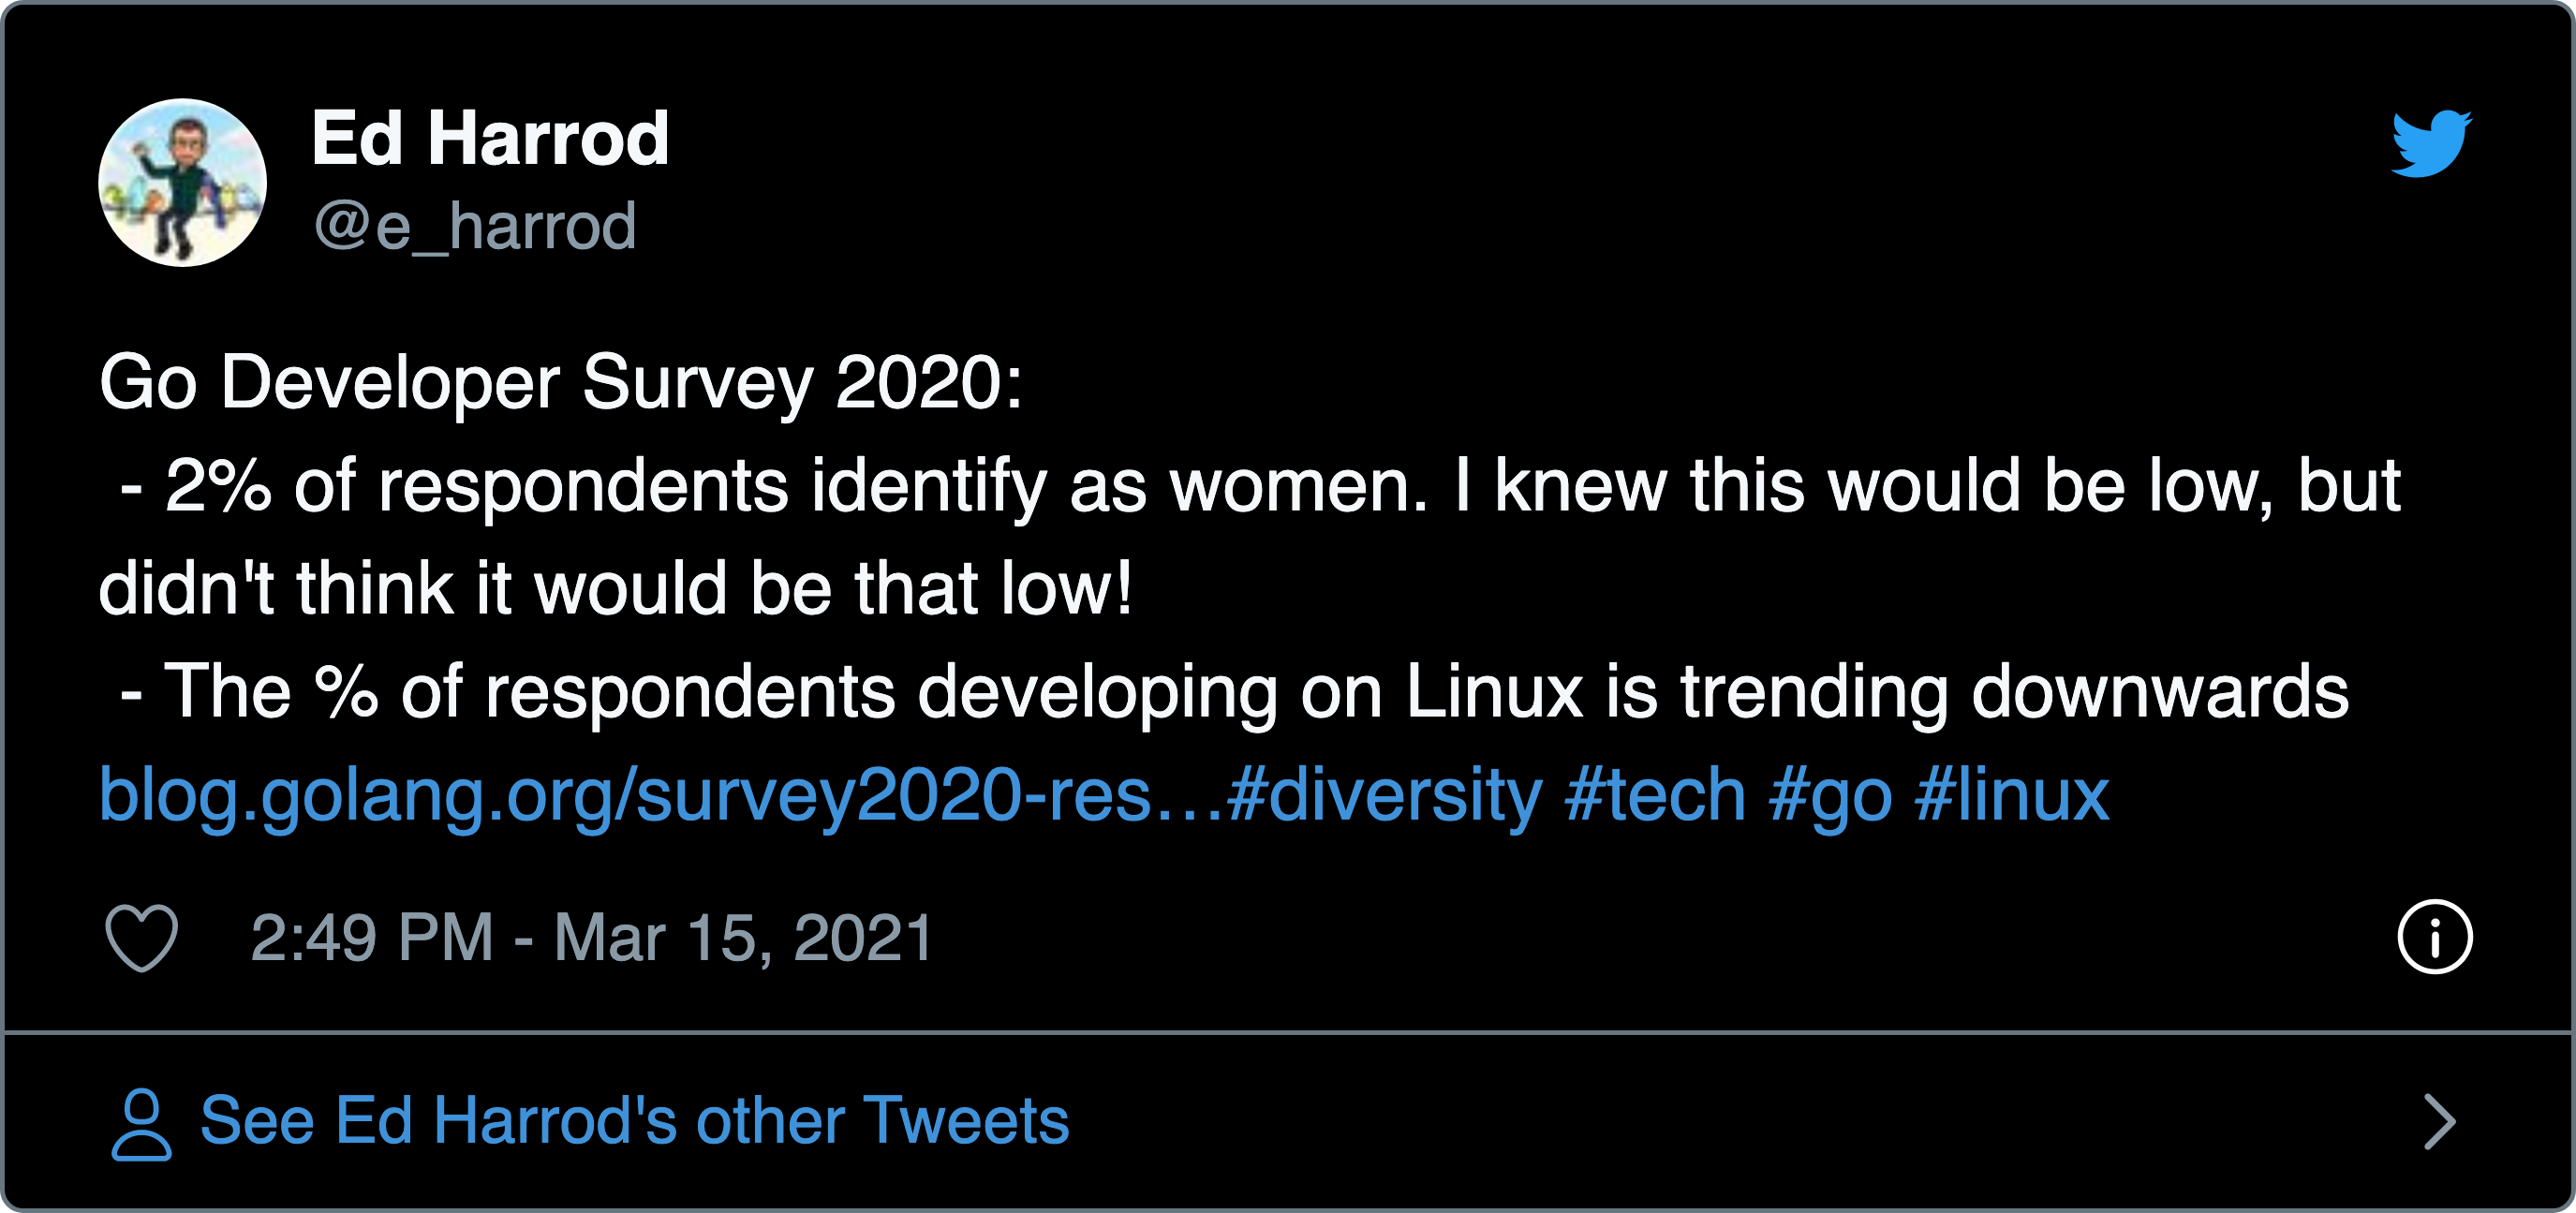 Ed Harrod
@e_harrod
Go Developer Survey 2020:
- 2% of respondents identify as women. I knew this would be low, but
didn't think it would be that low!
- The % of respondents developing on Linux is trending downwards
blog.golang.org/survey2020-res…#diversity #tech #go #linux
2:49 PM - Mar 15, 2021
See Ed Harrod's other Tweets